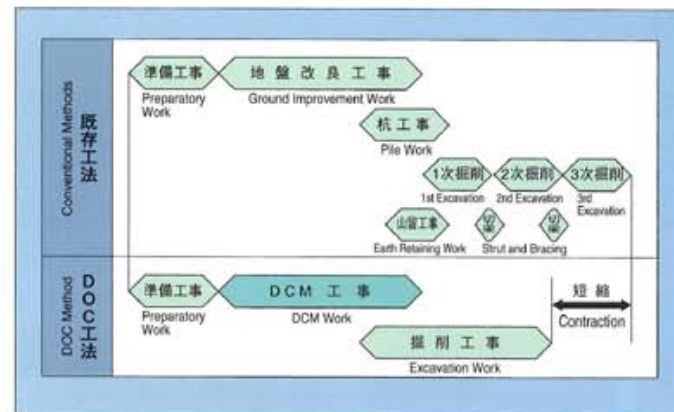 Conventional Methods
既存工法
準備工事
Preparatory
Work
地盤改良工事
Ground Improvement Work
杭工事
Pile Work
1次掘削
1st Excavation
2次掘削
2nd Excavation
3次掘削
3rd
Excavation
山留工事
Earth Retaining Work
切梁
切梁
Strut and Bracing
DOC Method
DOC工法
準備工事
Preparatory
Work
DCM工事
DCM Work
掘削工事
Excavation Work
短縮
Contraction